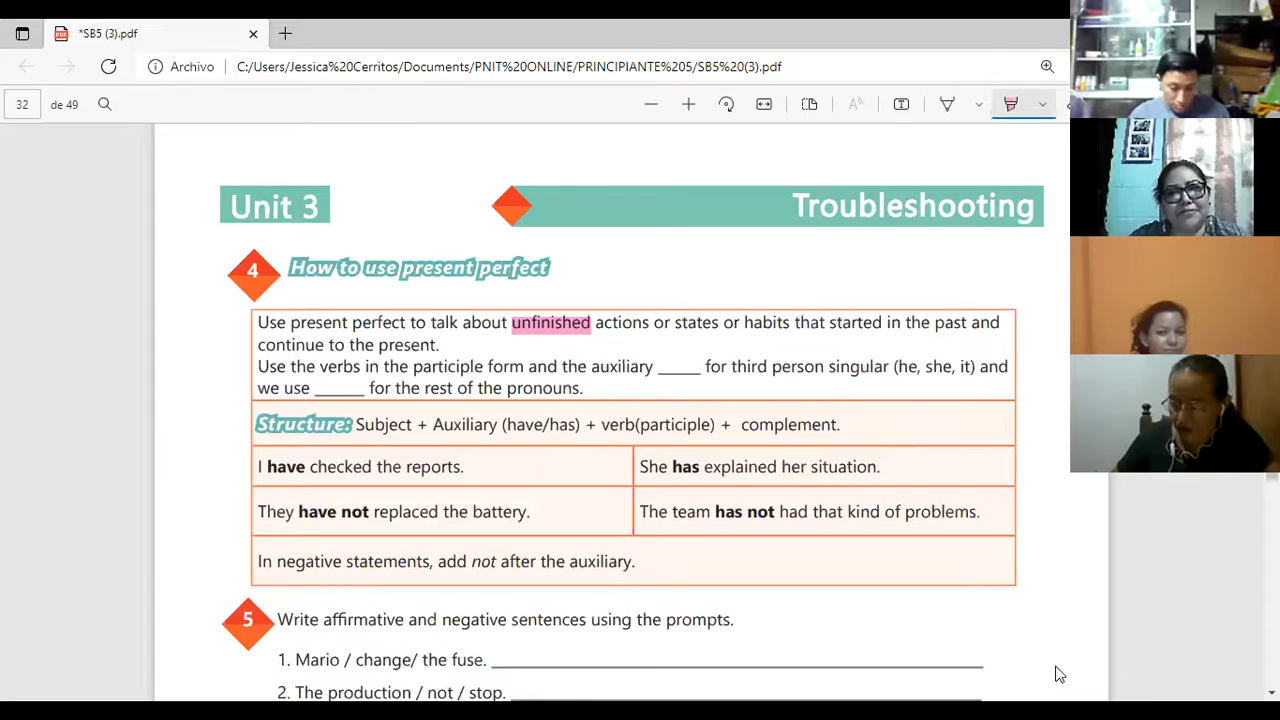 *SB5 (3).pdf
Archivo
C:/Users/Jessica%20Cerritos/Documents/PNIT%20ONLINE/PRINCIPIANTE%205/SB5%20(3).pdf
32 de 49
Unit 3
Troubleshooting
4 How to use present perfect
Use present perfect to talk about unfinished actions or states or habits that started in the past and
continue to the present.
Use the verbs in the participle form and the auxiliary _____ for third person singular (he, she, it) and
we use ______ for the rest of the pronouns.
Structure: Subject + Auxiliary (have/has) + verb(participle) + complement.
I have checked the reports.
She has explained her situation.
They have not replaced the battery.
The team has not had that kind of problems.
In negative statements, add not after the auxiliary.
5 Write affirmative and negative sentences using the prompts.
1. Mario / change/ the fuse. ______
2. The production / not / stop. ______